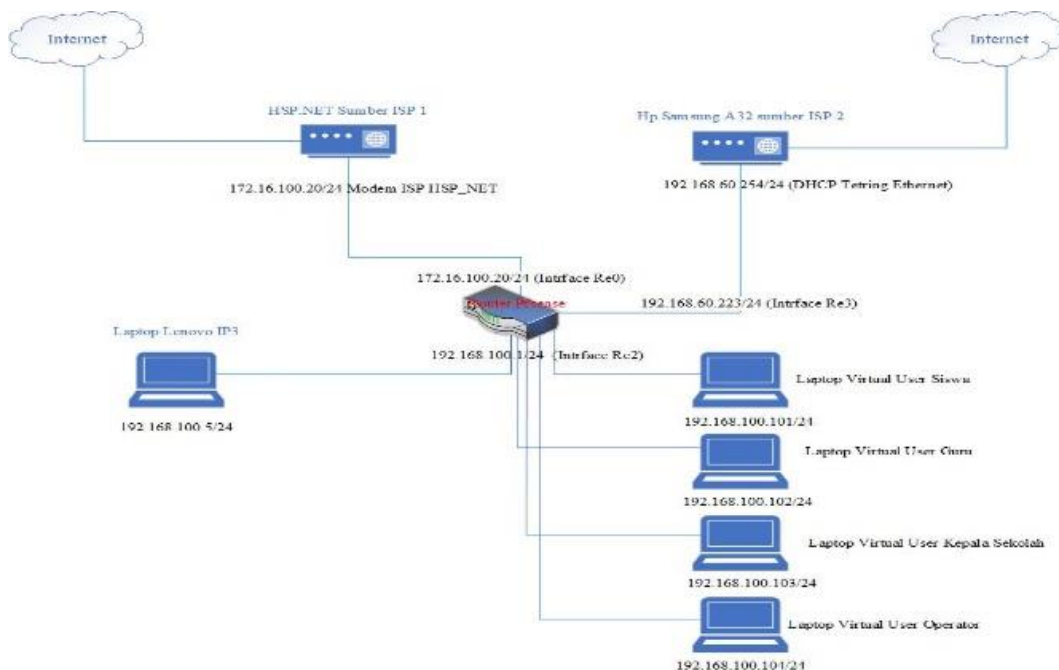 Internet
Internet
HSP.NET Sumber ISP 1
Hp Samsung A32 sumber ISP 2
172.16.100.20/24 Modem ISP HSP_NET
192.168.60.254/24 (DHCP Tetring Ethernet)
172.16.100.20/24 (Intrface Re0)
Router Pfsense
192.168.60.223/24 (Intrface Re3)
Laptop Lenovo IP3
192.168.100.1/24 (Intrface Re2)
Laptop Virtual User Siswa
192.168.100.5/24
192.168.100.101/24
Laptop Virtual User Guru
192.168.100.102/24
Laptop Virtual User Kepala Sekolah
192.168.100.103/24
Laptop Virtual User Operator
192.168.100.104/24